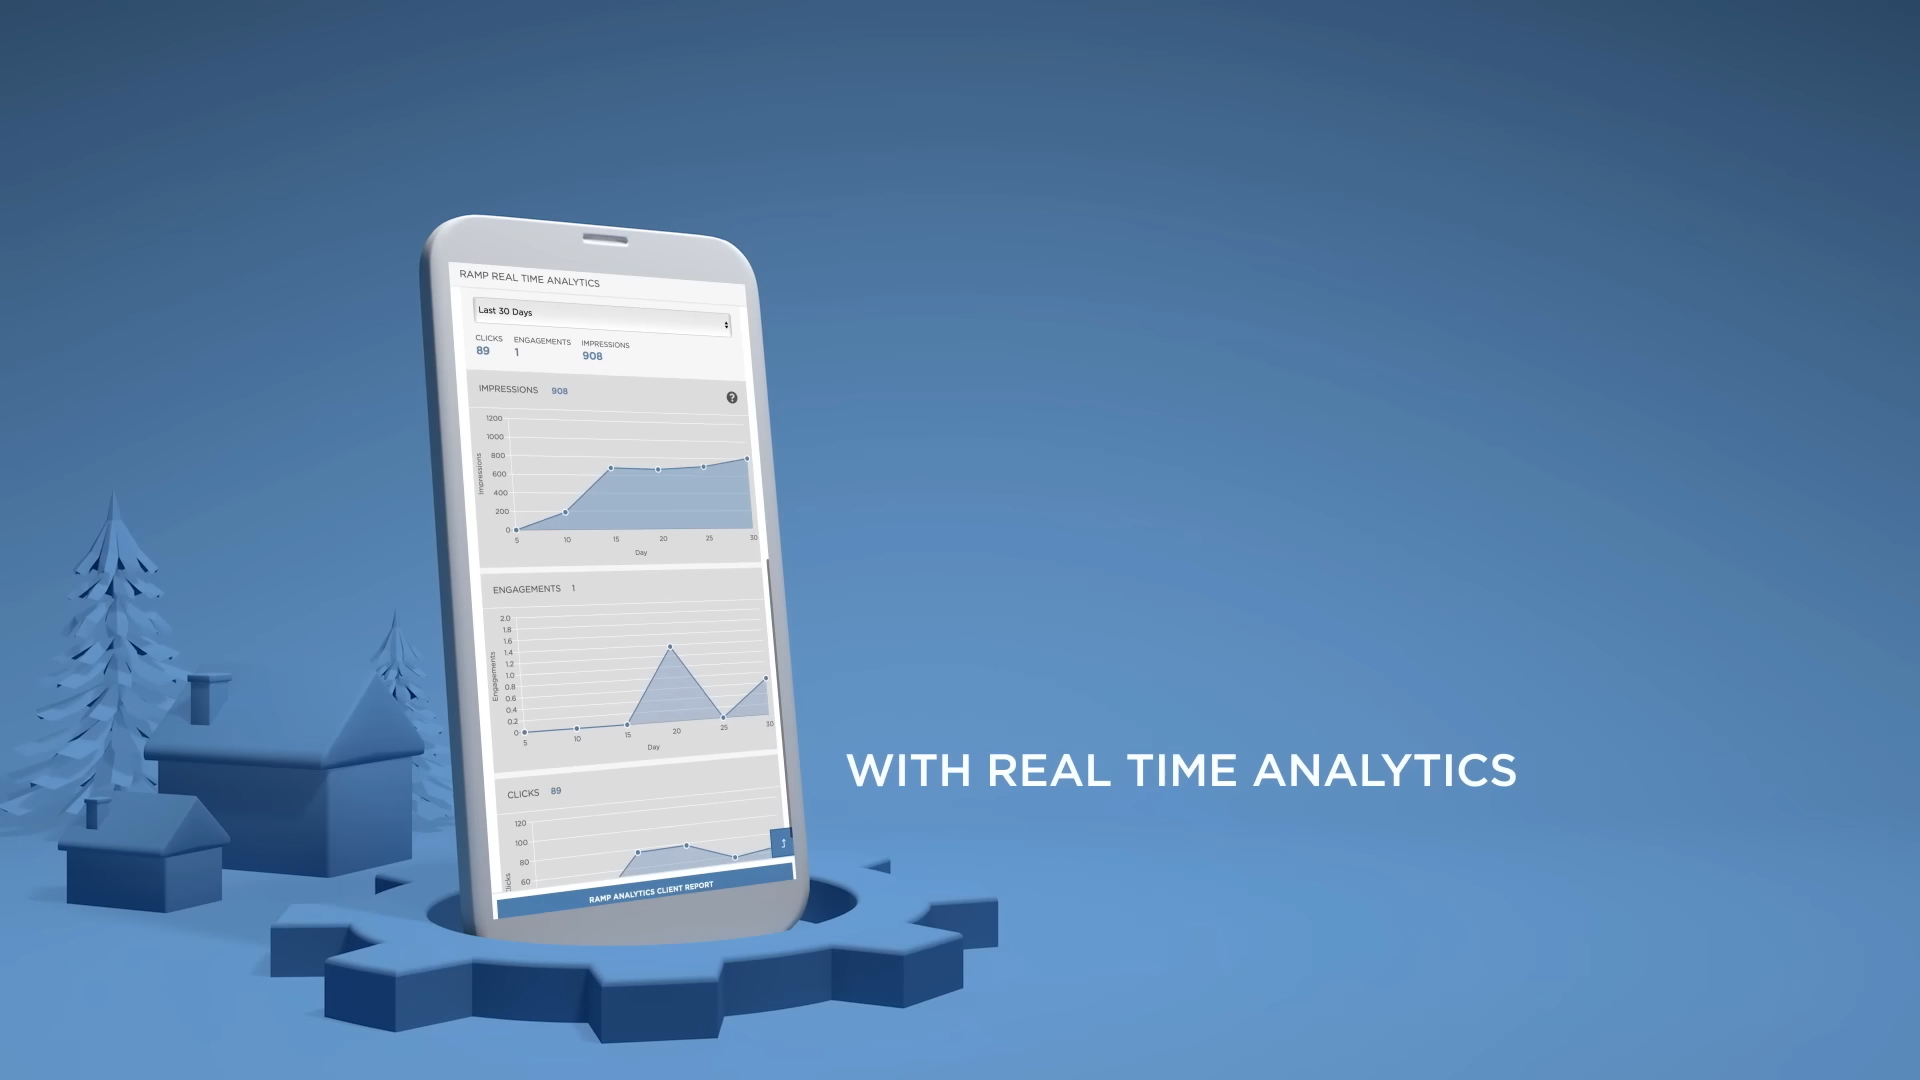 RAMP REAL TIME ANALYTICS
Last 30 Days
CLICKS ENGAGEMENTS IMPRESSIONS
89 1 908
IMPRESSIONS 908
?
1200
1000
800
600
400
200
0
Impressions
5 10 15 20 25 30
Day
ENGAGEMENTS 1
2.0
1.8
1.6
1.4
1.2
1.0
0.8
0.6
0.4
0.2
0
Engagements
5 10 15 20 25 30
Day
WITH REAL TIME ANALYTICS
CLICKS 89
120
100
80
60
RAMP ANALYTICS CLIENT REPORT